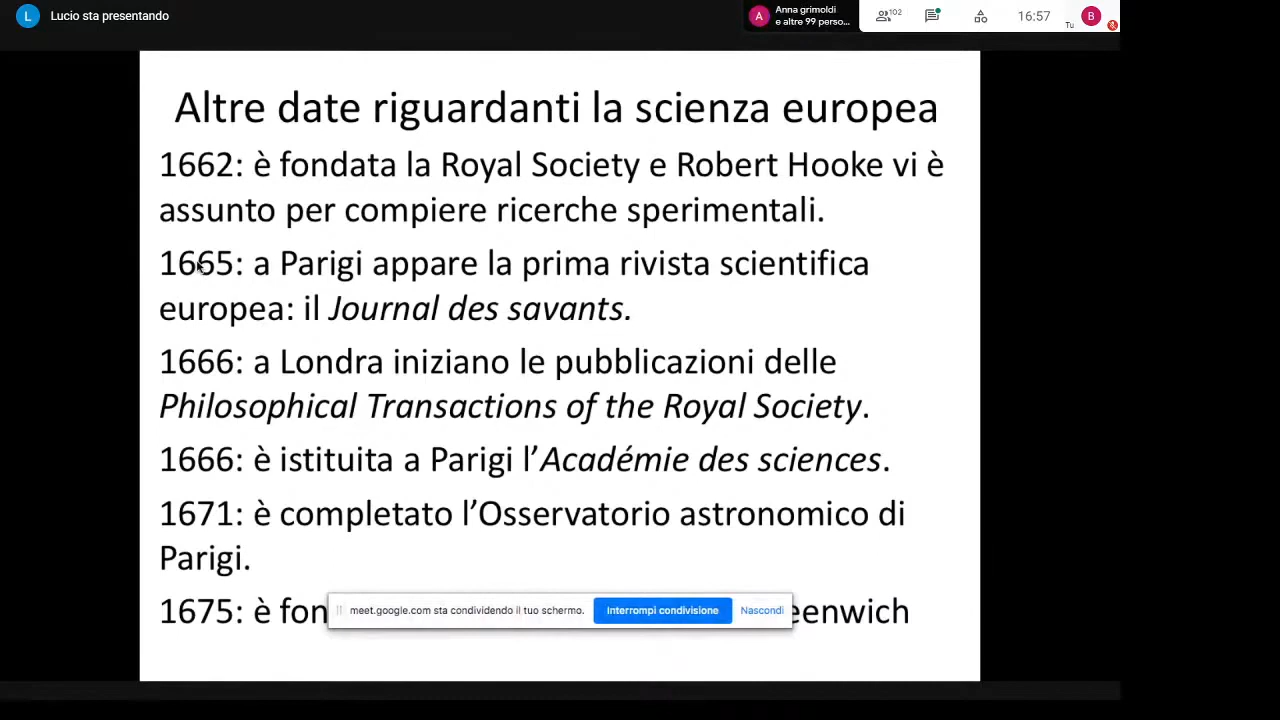 L Lucio sta presentando
A Anna grimoldi
e altre 99 perso...
102
16:57
Tu
B
Altre date riguardanti la scienza europea
1662: è fondata la Royal Society e Robert Hooke vi è
assunto per compiere ricerche sperimentali.
1665: a Parigi appare la prima rivista scientifica
europea: il Journal des savants.
1666: a Londra iniziano le pubblicazioni delle
Philosophical Transactions of the Royal Society.
1666: è istituita a Parigi l’Académie des sciences.
1671: è completato l’Osservatorio astronomico di
Parigi.
1675: è fon eenwich
meet.google.com sta condividendo il tuo schermo. Interrompi condivisione Nascondi